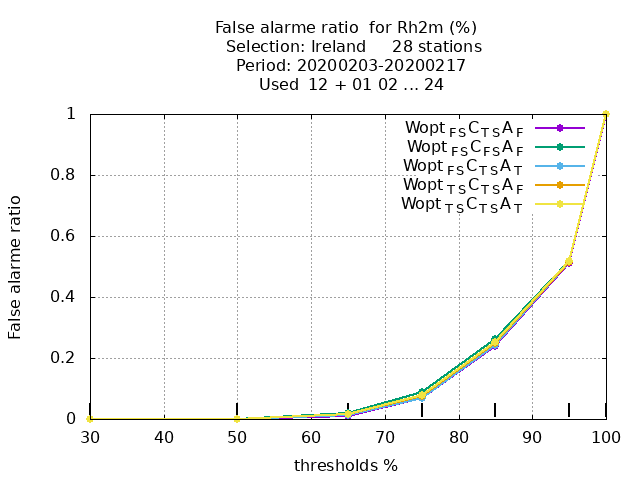 False alarme ratio for Rh2m (%)
Selection: Ireland 28 stations
Period: 20200203-20200217
Used 12 + 01 02 ... 24
False alarme ratio
1
0.8
0.6
0.4
0.2
0
Wopt FS C TS A F
Wopt FS C FS A F
Wopt FS C TS A T
Wopt TS C TS A F
Wopt TS C TS A T
30 40 50 60 70 80 90 100
thresholds %